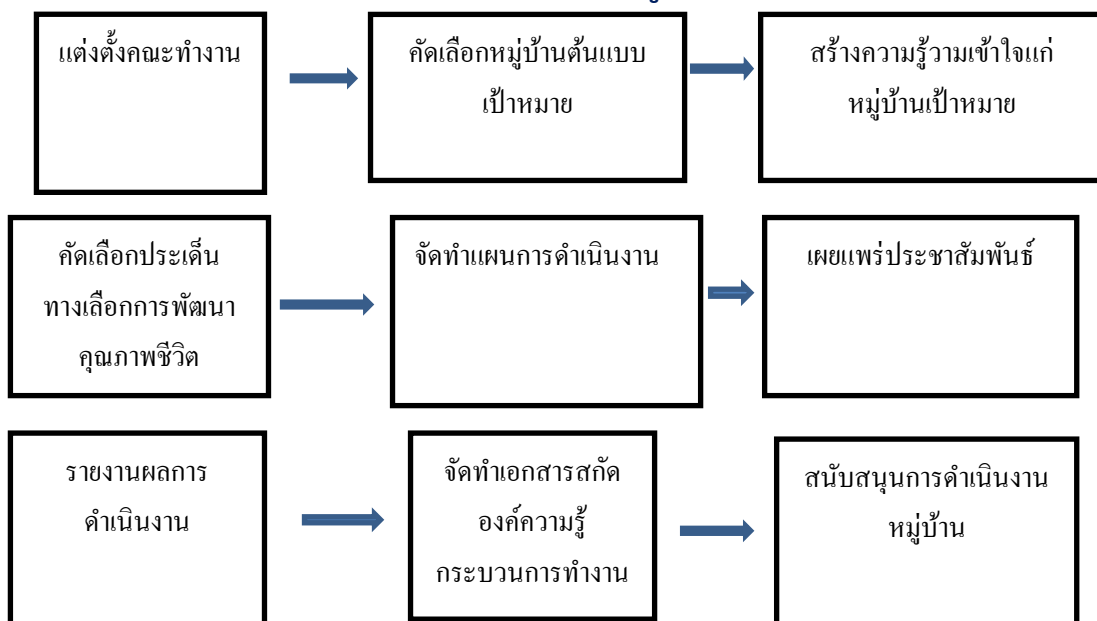 แต่งตั้งคณะทำงาน
คัดเลือกหมู่บ้านต้นแบบ
เป้าหมาย
สร้างความรู้วามเข้าใจแก่
หมู่บ้านเป้าหมาย
คัดเลือกประเด็น
ทางเลือกการพัฒนา
คุณภาพชีวิต
จัดทำแผนการดำเนินงาน
เผยแพร่ประชาสัมพันธ์
รายงานผลการ
ดำเนินงาน
จัดทำเอกสารสกัด
องค์ความรู้
กระบวนการทำงาน
สนับสนุนการดำเนินงาน
หมู่บ้าน